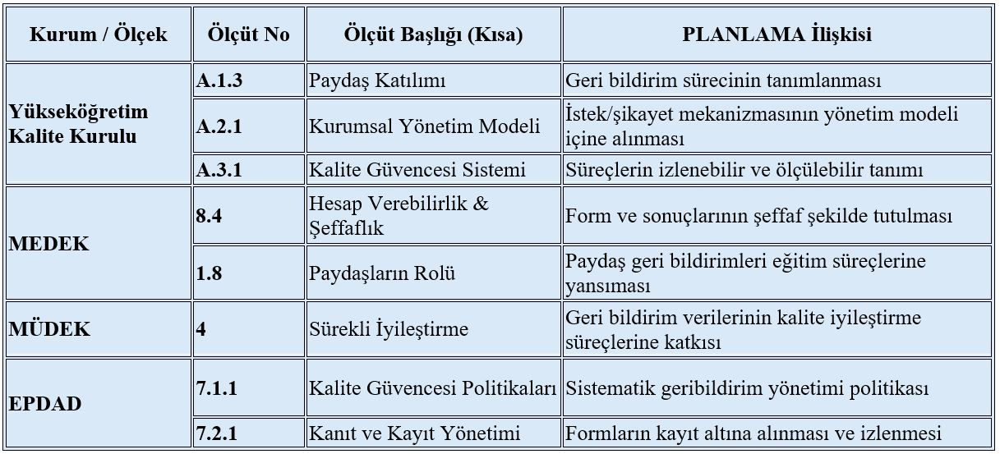 Kurum / Ölçek
Ölçüt No
Ölçüt Başlığı (Kısa)
PLANLAMA İlişkisi
Yükseköğretim
Kalite Kurulu
A.1.3
Paydaş Katılımı
Geri bildirim sürecinin tanımlanması
A.2.1
Kurumsal Yönetim Modeli
İstek/şikayet mekanizmasının yönetim modeli
içine alınması
A.3.1
Kalite Güvencesi Sistemi
Süreçlerin izlenebilir ve ölçülebilir tanımı
MEDEK
8.4
Hesap Verebilirlik &
Şeffaflık
Form ve sonuçlarının şeffaf şekilde tutulması
1.8
Paydaşların Rolü
Paydaş geri bildirimleri eğitim süreçlerine
yansıması
MÜDEK
4
Sürekli İyileştirme
Geri bildirim verilerinin kalite iyileştirme
süreçlerine katkısı
EPDAD
7.1.1
Kalite Güvencesi Politikaları
Sistematik geribildirim yönetimi politikası
7.2.1
Kanıt ve Kayıt Yönetimi
Formların kayıt altına alınması ve izlenmesi